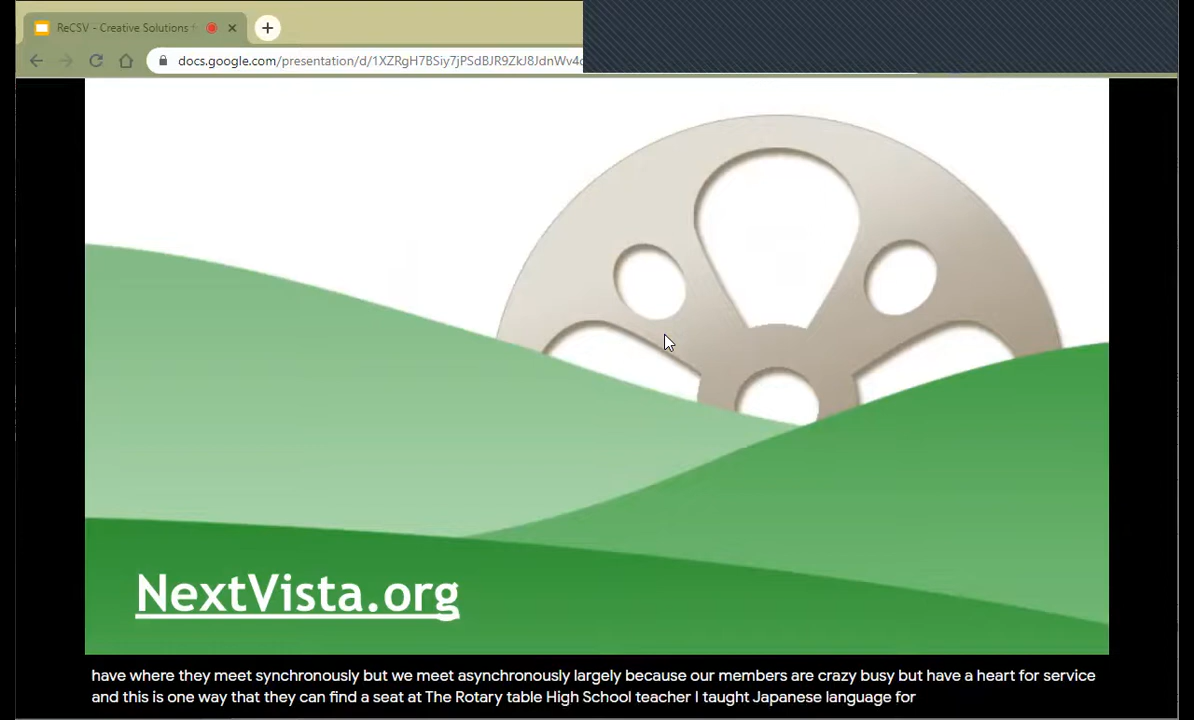 ReCSV - Creative Solutions
docs.google.com/presentation/d/1XZRgH7BSiy7jPSdBJR9ZkJ8JdnWv4
NextVista.org
have where they meet synchronously but we meet asynchronously largely because our members are crazy busy but have a heart for service
and this is one way that they can find a seat at The Rotary table High School teacher I taught Japanese language for